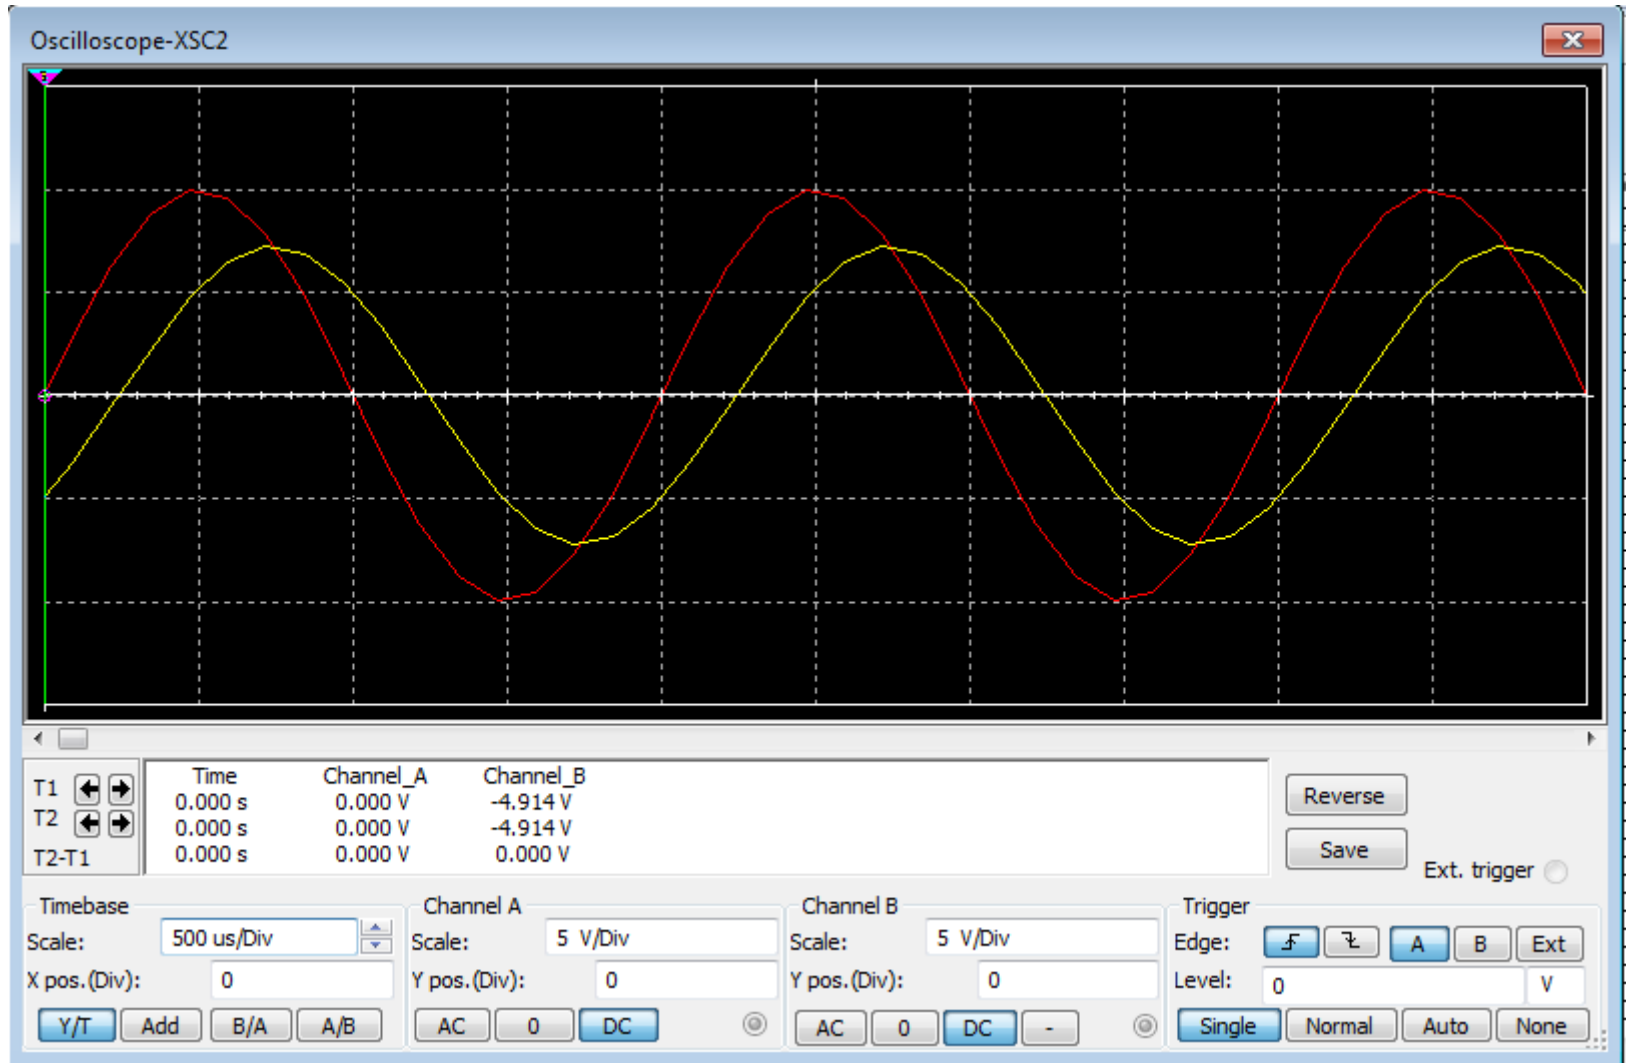 Oscilloscope-XSC2
Time Channel_A Channel_B
T1 0.000 s 0.000 V -4.914 V
T2 0.000 s 0.000 V -4.914 V
T2-T1 0.000 s 0.000 V 0.000 V
Reverse
Save
Ext. trigger
Timebase
Scale: 500 us/Div
X pos.(Div): 0
Y/T Add B/A A/B
Channel A
Scale: 5 V/Div
Y pos.(Div): 0
AC 0 DC
Channel B
Scale: 5 V/Div
Y pos.(Div): 0
AC 0 DC -
Trigger
Edge: A B Ext
Level: 0 V
Single Normal Auto None